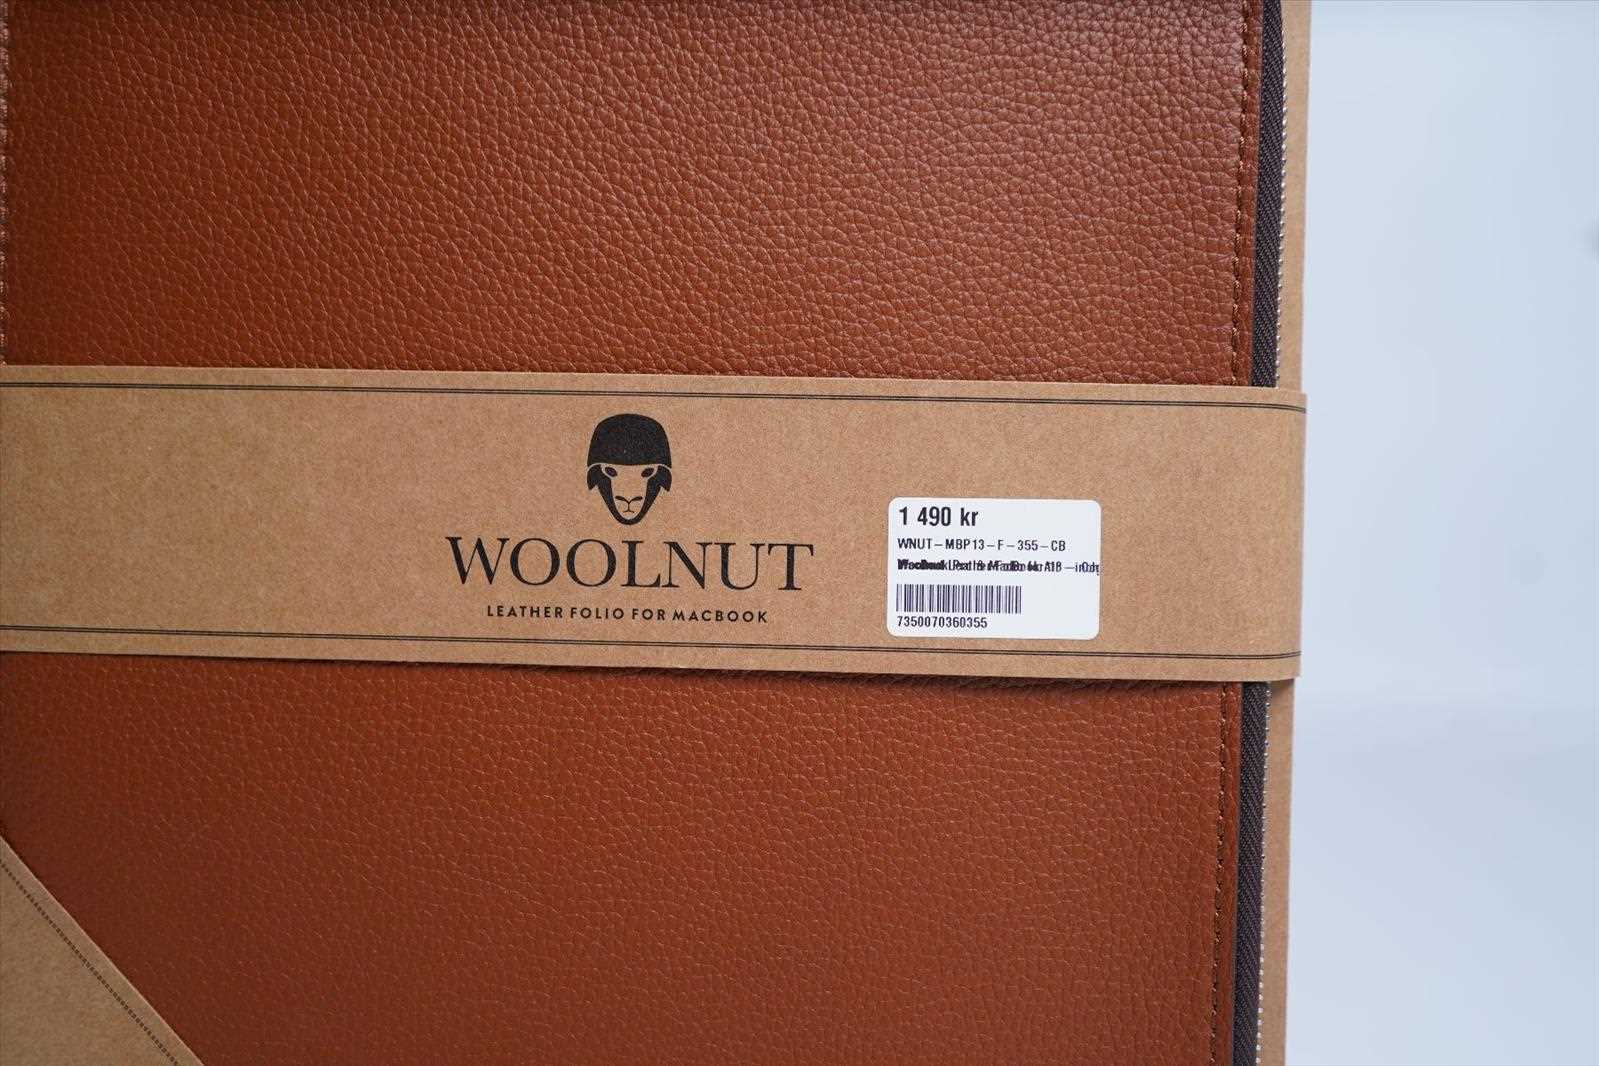 WOOLNUT
LEATHER FOLIO FOR MACBOOK
1 490 kr
WNUT-MBP13-F-355-CB
7350070360355